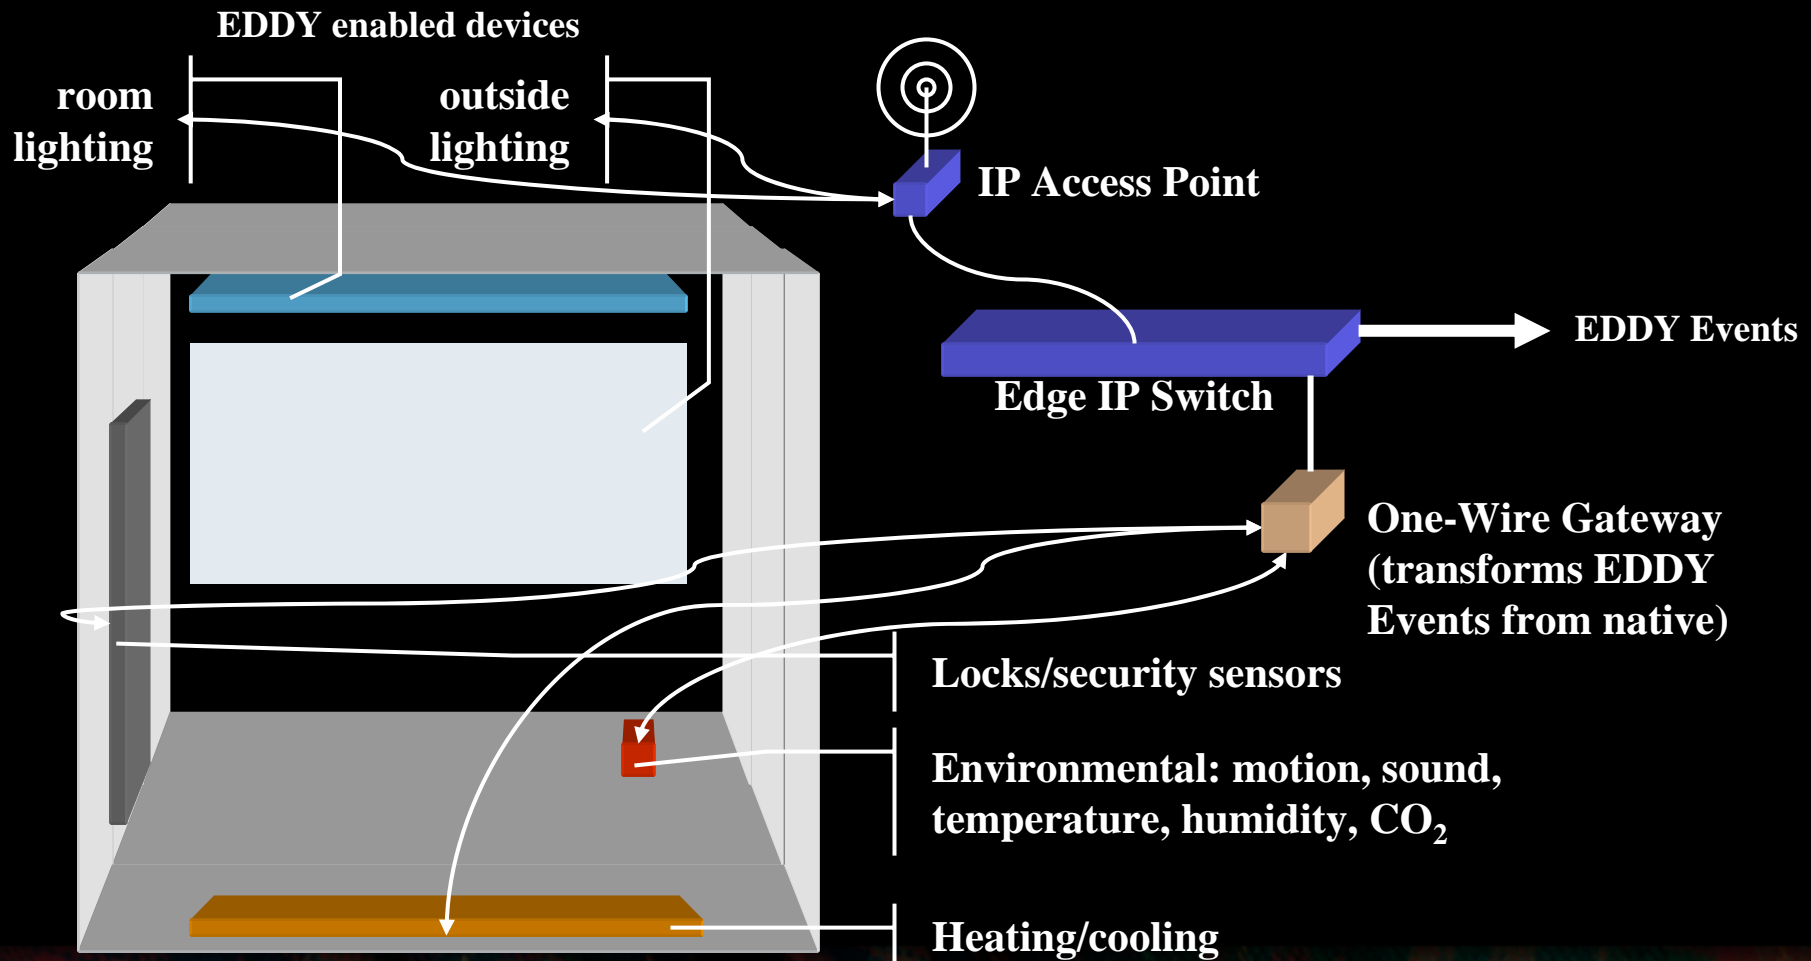 EDDY enabled devices
room
lighting
outside
lighting
IP Access Point
EDDY Events
Edge IP Switch
One-Wire Gateway
(transforms EDDY
Events from native)
Locks/security sensors
Environmental: motion, sound,
temperature, humidity, CO₂
Heating/cooling